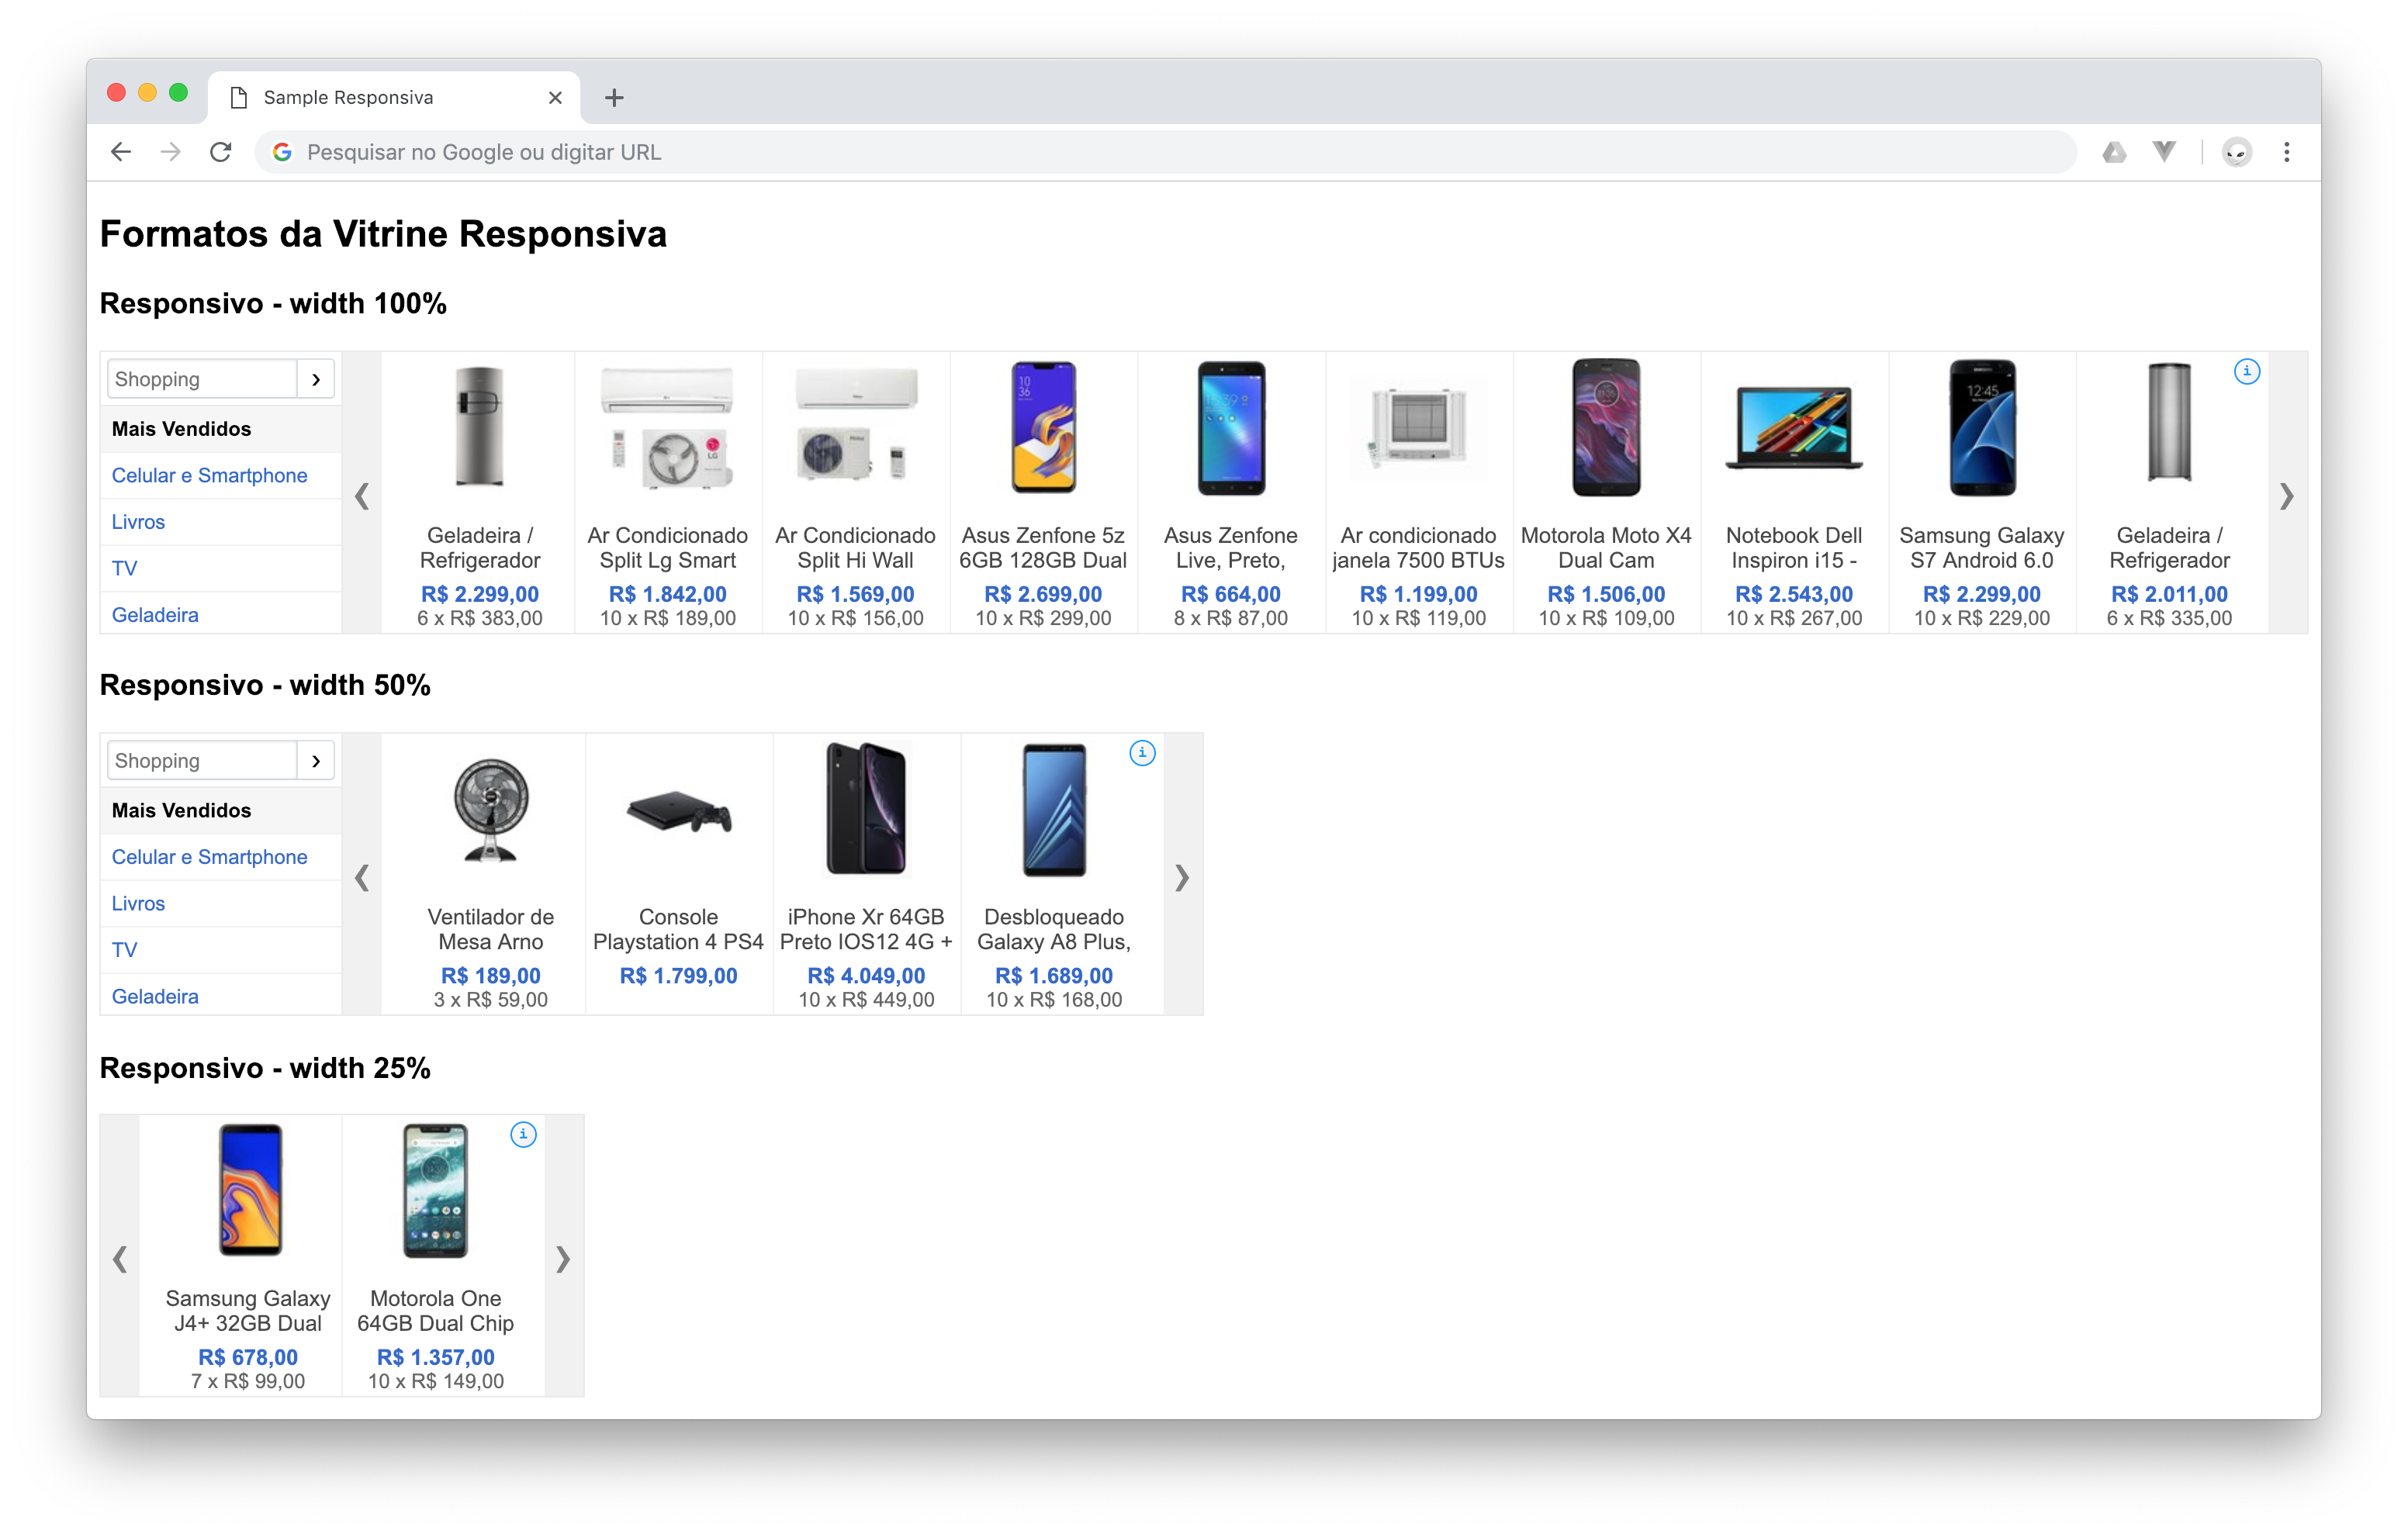 Sample Responsiva
Pesquisar no Google ou digitar URL
Formatos da Vitrine Responsiva
Responsivo - width 100%
Shopping
Mais Vendidos
Celular e Smartphone
Livros
TV
Geladeira
Geladeira /
Refrigerador
R$ 2.299,00
6 x R$ 383,00
LG
Ar Condicionado
Split Lg Smart
R$ 1.842,00
10 x R$ 189,00
Ar Condicionado
Split Hi Wall
R$ 1.569,00
10 x R$ 156,00
10
36
Asus Zenfone 5z
6GB 128GB Dual
R$ 2.699,00
10 x R$ 299,00
Asus Zenfone
Live, Preto,
R$ 664,00
8 x R$ 87,00
Ar condicionado
janela 7500 BTUs
R$ 1.199,00
10 x R$ 119,00
Motorola Moto X4
Dual Cam
R$ 1.506,00
10 x R$ 109,00
Notebook Dell
Inspiron i15 -
R$ 2.543,00
10 x R$ 267,00
12:45
Samsung Galaxy
S7 Android 6.0
R$ 2.299,00
10 x R$ 229,00
i
Geladeira /
Refrigerador
R$ 2.011,00
6 x R$ 335,00
Responsivo - width 50%
Shopping
Mais Vendidos
Celular e Smartphone
Livros
TV
Geladeira
Ventilador de
Mesa Arno
R$ 189,00
3 x R$ 59,00
Console
Playstation 4 PS4
R$ 1.799,00
iPhone Xr 64GB
Preto IOS12 4G +
R$ 4.049,00
10 x R$ 449,00
i
Desbloqueado
Galaxy A8 Plus,
R$ 1.689,00
10 x R$ 168,00
Responsivo - width 25%
Samsung Galaxy
J4+ 32GB Dual
R$ 678,00
7 x R$ 99,00
i
Motorola One
64GB Dual Chip
R$ 1.357,00
10 x R$ 149,00